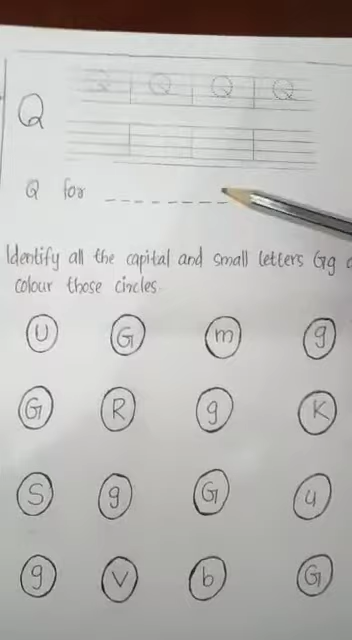 Q Q Q Q
Q
Q for --------
Identify all the capital and small letters Gg
colour those circles.
U G m g
G R g K
S g G u
g V b G